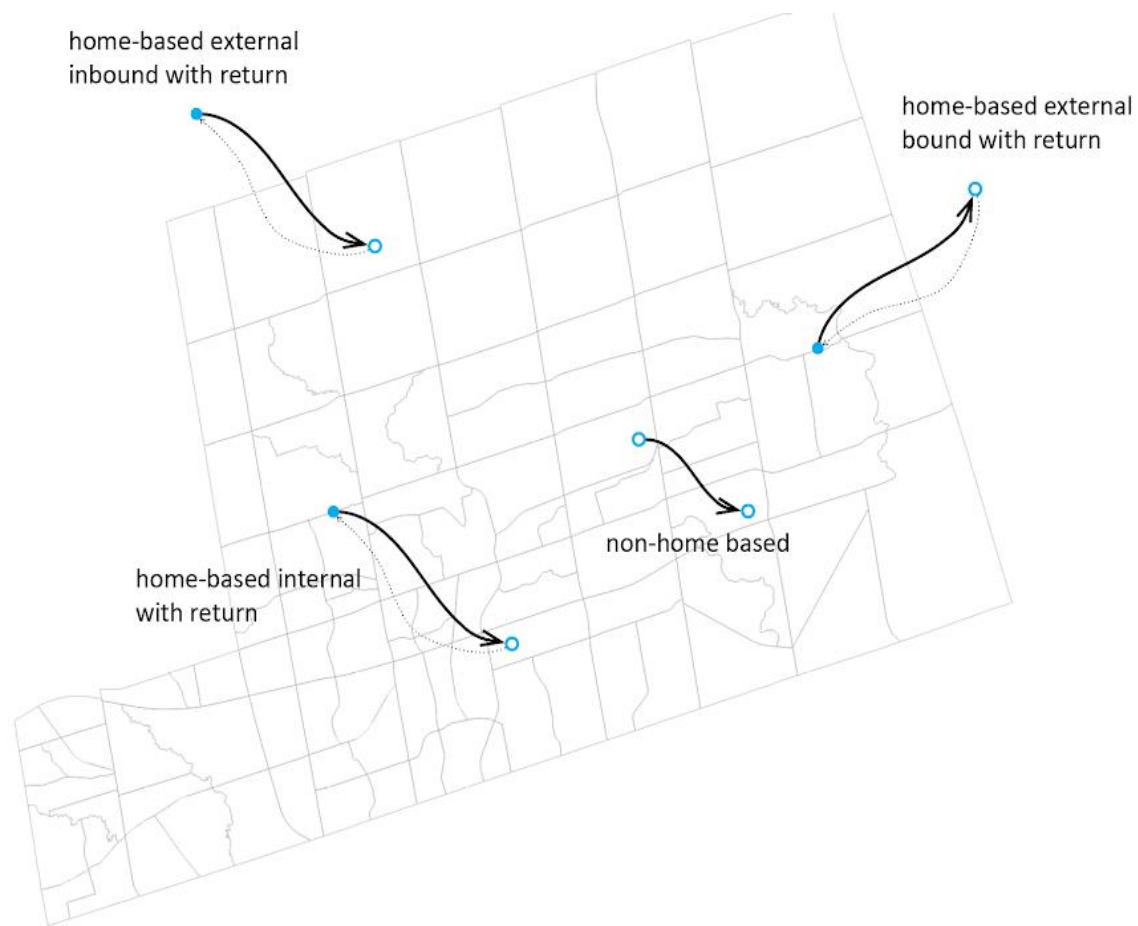 home-based external
inbound with return
home-based external
bound with return
non-home based
home-based internal
with return